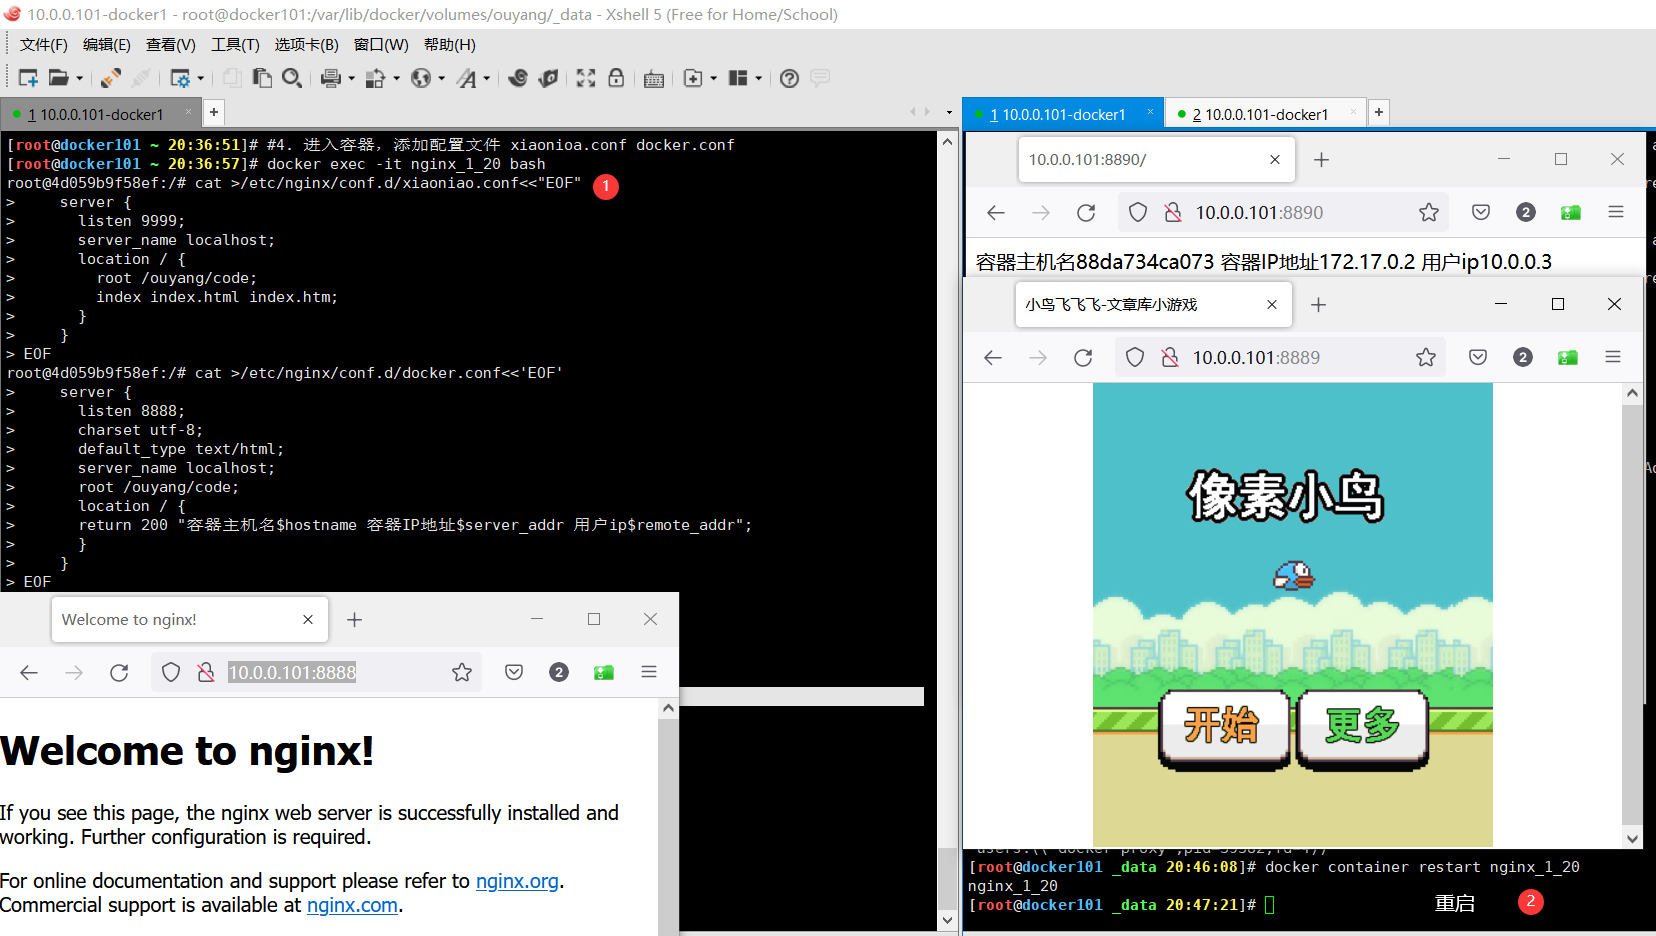 10.0.0.101-docker1 - root@docker101:/var/lib/docker/volumes/ouyang/_data - Xshell 5 (Free for Home/School)
文件(F) 编辑(E) 查看(V) 工具(T) 选项卡(B) 窗口(W) 帮助(H)
1 10.0.0.101-docker1
[root@docker101 ~ 20:36:51]# #4. 进入容器，添加配置文件 xiaonioa.conf docker.conf
[root@docker101 ~ 20:36:57]# docker exec -it nginx_1_20 bash
root@4d059b9f58ef:/# cat >/etc/nginx/conf.d/xiaoniao.conf<<"EOF"
1
> server {
> listen 9999;
> server_name localhost;
> location / {
> root /ouyang/code;
> index index.html index.htm;
> }
> }
> EOF
root@4d059b9f58ef:/# cat >/etc/nginx/conf.d/docker.conf<<'EOF'
> server {
> listen 8888;
> charset utf-8;
> default_type text/html;
> server_name localhost;
> root /ouyang/code;
> location / {
> return 200 "容器主机名$hostname 容器IP地址$server_addr 用户ip$remote_addr";
> }
> }
> EOF
Welcome to nginx!
10.0.0.101:8888
2
Welcome to nginx!
If you see this page, the nginx web server is successfully installed and
working. Further configuration is required.
For online documentation and support please refer to nginx.org.
Commercial support is available at nginx.com.
1 10.0.0.101-docker1
2 10.0.0.101-docker1
10.0.0.101:8890/
10.0.0.101:8890
2
容器主机名88da734ca073 容器IP地址172.17.0.2 用户ip10.0.0.3
小鸟飞飞飞-文章库小游戏
10.0.0.101:8889
2
像素小鸟
开始 更多
[root@docker101 _data 20:46:08]# docker container restart nginx_1_20
nginx_1_20
[root@docker101 _data 20:47:21]#
重启
2